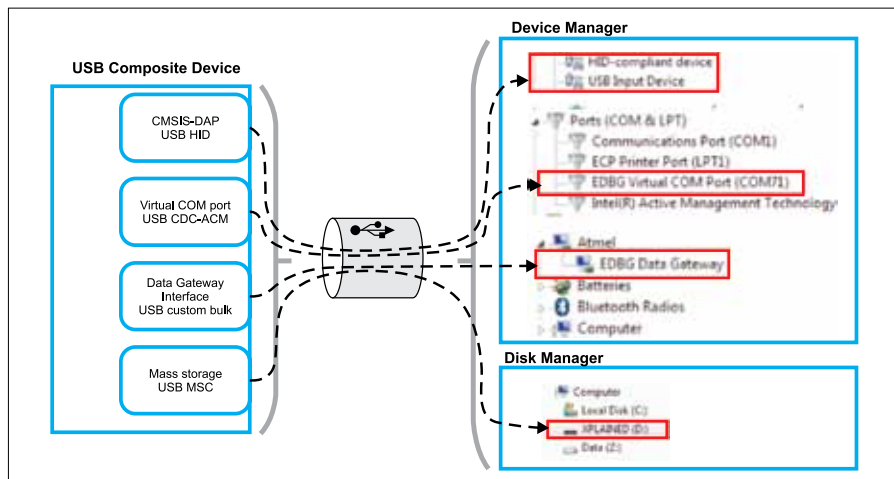 USB Composite Device
CMSIS-DAP
USB HID
Virtual COM port
USB CDC-ACM
Data Gateway
Interface
USB custom bulk
Mass storage
USB MSC
Device Manager
HID-compliant device
USB Input Device
Ports (COM & LPT)
Communications Port (COM1)
ECP Printer Port (LPT1)
EDBG Virtual COM Port (COM71)
Intel(R) Active Management Technology
Atmel
EDBG Data Gateway
Batteries
Bluetooth Radios
Computer
Disk Manager
Computer
Local Disk (C:)
XPLAINED (D:)
Data (Z:)